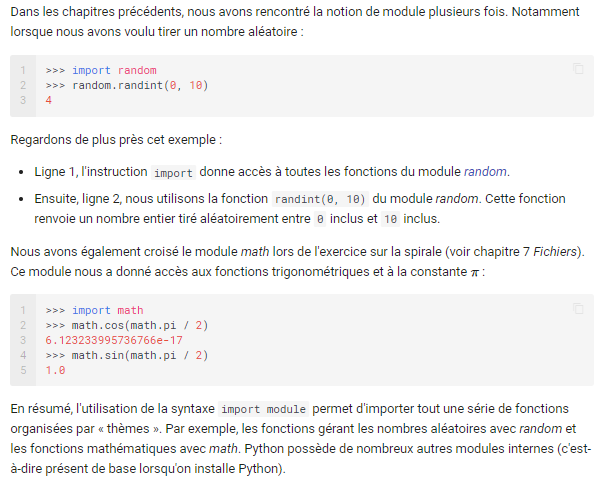 Dans les chapitres précédents, nous avons rencontré la notion de module plusieurs fois. Notamment
lorsque nous avons voulu tirer un nombre aléatoire :
1 >>> import random
2 >>> random.randint(0, 10)
3 4
Regardons de plus près cet exemple :
• Ligne 1, l'instruction import donne accès à toutes les fonctions du module random.
• Ensuite, ligne 2, nous utilisons la fonction randint(0, 10) du module random. Cette fonction
renvoie un nombre entier tiré aléatoirement entre 0 inclus et 10 inclus.
Nous avons également croisé le module math lors de l'exercice sur la spirale (voir chapitre 7 Fichiers).
Ce module nous a donné accès aux fonctions trigonométriques et à la constante π :
1 >>> import math
2 >>> math.cos(math.pi / 2)
3 6.123233995736766e-17
4 >>> math.sin(math.pi / 2)
5 1.0
En résumé, l'utilisation de la syntaxe import module permet d'importer tout une série de fonctions
organisées par « thèmes ». Par exemple, les fonctions gérant les nombres aléatoires avec random et
les fonctions mathématiques avec math. Python possède de nombreux autres modules internes (c'est-
à-dire présent de base lorsqu'on installe Python).